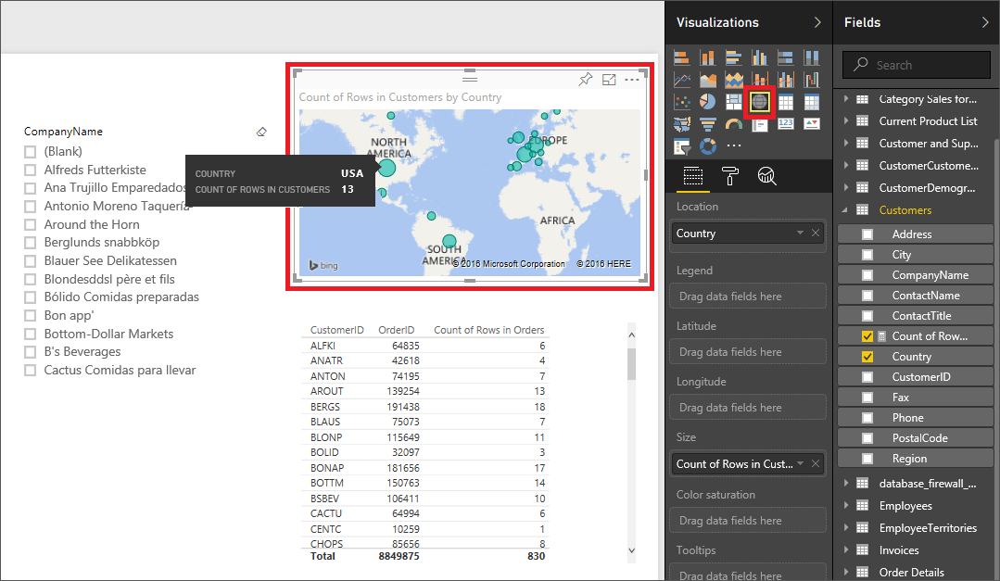 CompanyName
(Blank)
Alfreds Futterkiste
Ana Trujillo Emparedados
Antonio Moreno Taquería
Around the Horn
Berglunds snabbköp
Blauer See Delikatessen
Blondesddsl père et fils
Bólido Comidas preparadas
Bon app'
Bottom-Dollar Markets
B's Beverages
Cactus Comidas para llevar
Count of Rows in Customers by Country
NORTH
AMERICA
EUROPE
AFRICA
SOUTH
AMERICA
bing
© 2016 Microsoft Corporation © 2016 HERE
COUNTRY USA
COUNT OF ROWS IN CUSTOMERS 13
CustomerID OrderID Count of Rows in Orders
ALFKI 64835 6
ANATR 42618 4
ANTON 74195 7
AROUT 139254 13
BERGS 191438 18
BLAUS 75073 7
BLONP 115649 11
BOLID 32097 3
BONAP 181656 17
BOTTM 150763 14
BSBEV 106411 10
CACTU 64994 6
CENTC 10259 1
CHOPS 85656 8
Total 8849875 830
Visualizations
123
Location
Country
Legend
Drag data fields here
Latitude
Drag data fields here
Longitude
Drag data fields here
Size
Count of Rows in Cust...
Color saturation
Drag data fields here
Tooltips
Drag data fields here
Fields
Search
Category Sales for...
Current Product List
Customer and Sup...
CustomerCustome...
CustomerDemogr...
Customers
Address
City
CompanyName
ContactName
ContactTitle
Count of Row...
Country
CustomerID
Fax
Phone
PostalCode
Region
database_firewall_...
Employees
EmployeeTerritories
Invoices
Order Details